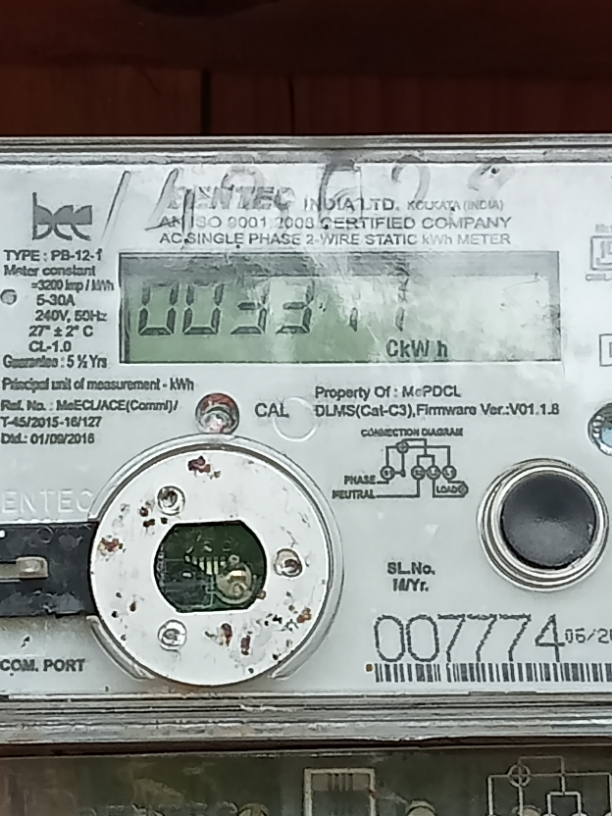 bee
INDIA LTD. KOLKATA (INDIA)
AN ISO 9001:2008 CERTIFIED COMPANY
AC SINGLE PHASE 2-WIRE STATIC kWh METER
TYPE : PB-12-1
Meter constant
=3200 imp / kWh
5-30A
240V, 50Hz
27° ± 2° C
CL-1.0
Guarantee : 5 ½ Yrs
CkW h
Principal unit of measurement - kWh
Ref. No. : MeECL/ACE(Comml)/
T-45/2015-16/127
Dtd.: 01/09/2016
CAL
Property Of : MePDCL
DLMS(Cat-C3),Firmware Ver.:V01.1.8
CONNECTION DIAGRAM
PHASE
NEUTRAL
LOAD
ENTEC
SL.No.
M/Yr.
007774
COM. PORT